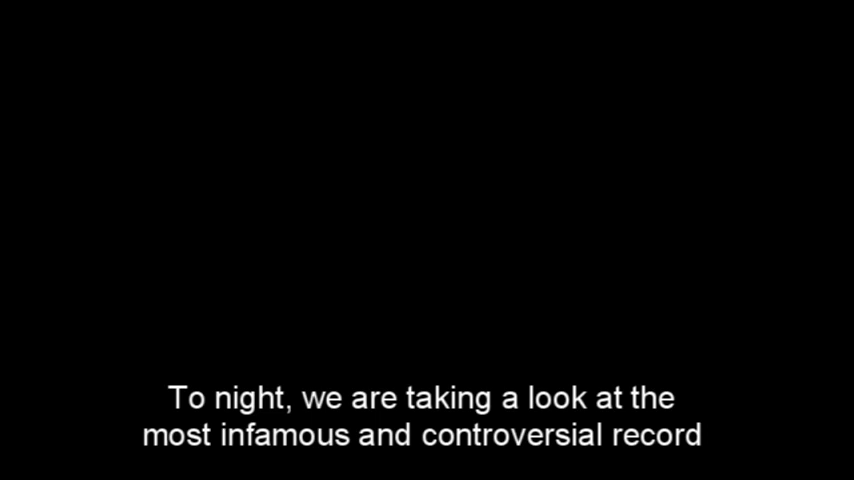 To night, we are taking a look at the
most infamous and controversial record